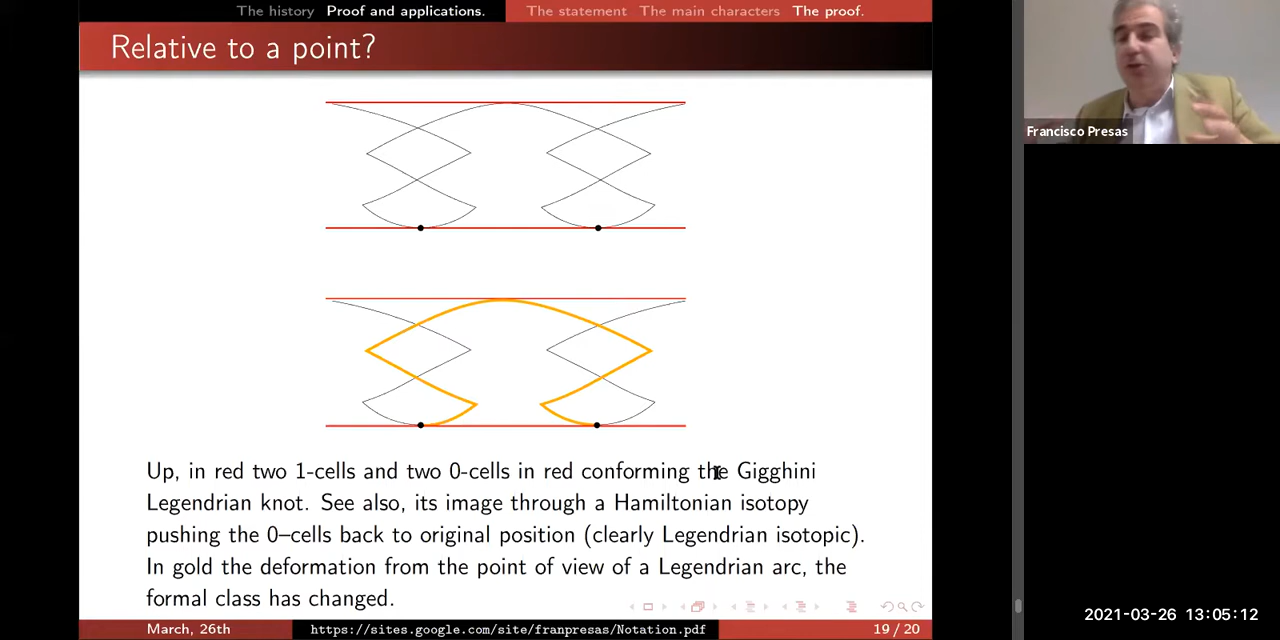 The history Proof and applications. The statement The main characters The proof.
Relative to a point?
Francisco Presas
Up, in red two 1-cells and two 0-cells in red conforming the Gigghini
Legendrian knot. See also, its image through a Hamiltonian isotopy
pushing the 0–cells back to original position (clearly Legendrian isotopic).
In gold the deformation from the point of view of a Legendrian arc, the
formal class has changed.
March, 26th https://sites.google.com/site/franpresas/Notation.pdf 19 / 20
2021-03-26 13:05:12